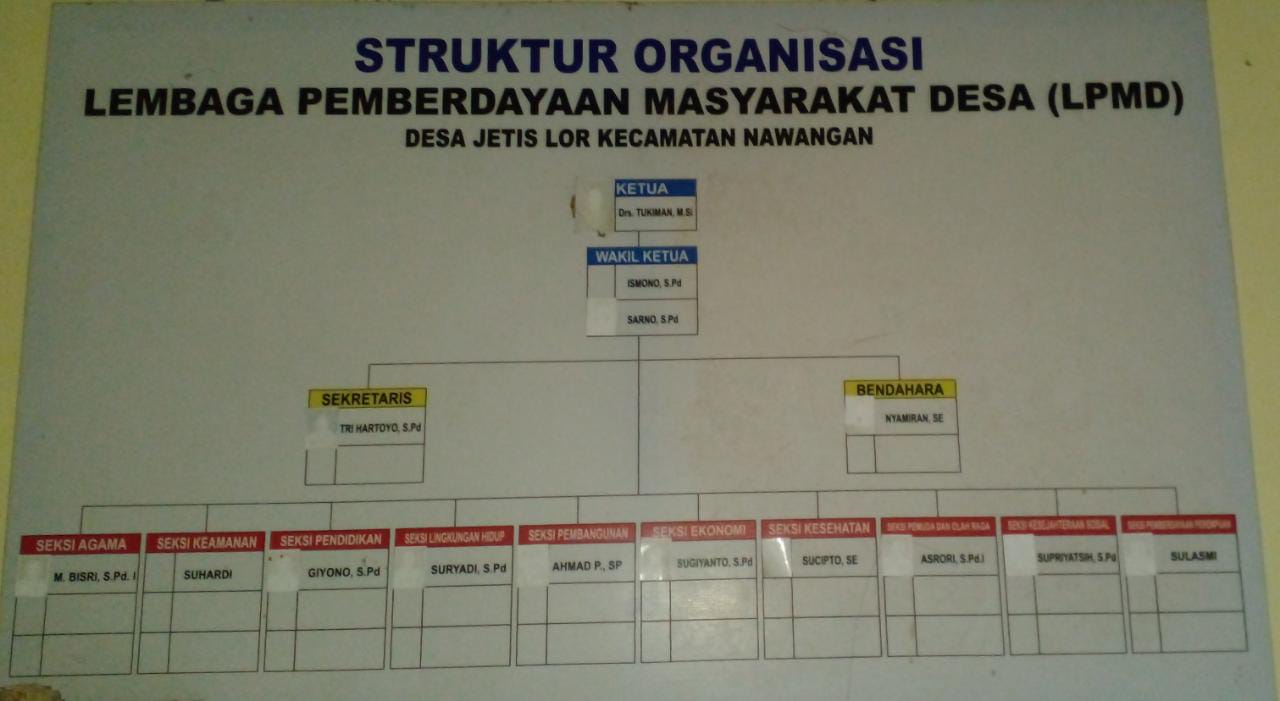 STRUKTUR ORGANISASI
LEMBAGA PEMBERDAYAAN MASYARAKAT DESA (LPMD)
DESA JETIS LOR KECAMATAN NAWANGAN
KETUA
Drs. TUKIMAN, M.Si
WAKIL KETUA
ISMONO, S.Pd
SARNO, S.Pd
SEKRETARIS
TRI HARTOYO, S.Pd
BENDAHARA
NYAMIRAN, SE
SEKSI AGAMA
M. BISRI, S.Pd. I
SEKSI KEAMANAN
SUHARDI
SEKSI PENDIDIKAN
GIYONO, S.Pd
SEKSI LINGKUNGAN HIDUP
SURYADI, S.Pd
SEKSI PEMBANGUNAN
AHMAD P., SP
SEKSI EKONOMI
SUGIYANTO, S.Pd
SEKSI KESEHATAN
SUCIPTO, SE
SEKSI PEMUDA DAN OLAH RAGA
ASRORI, S.Pd.I
SEKSI KESEJAHTERAAN SOSIAL
SUPRIYATSIH, S.Pd
SEKSI PEMBERDAYAAN PEREMPUAN
SULASMI